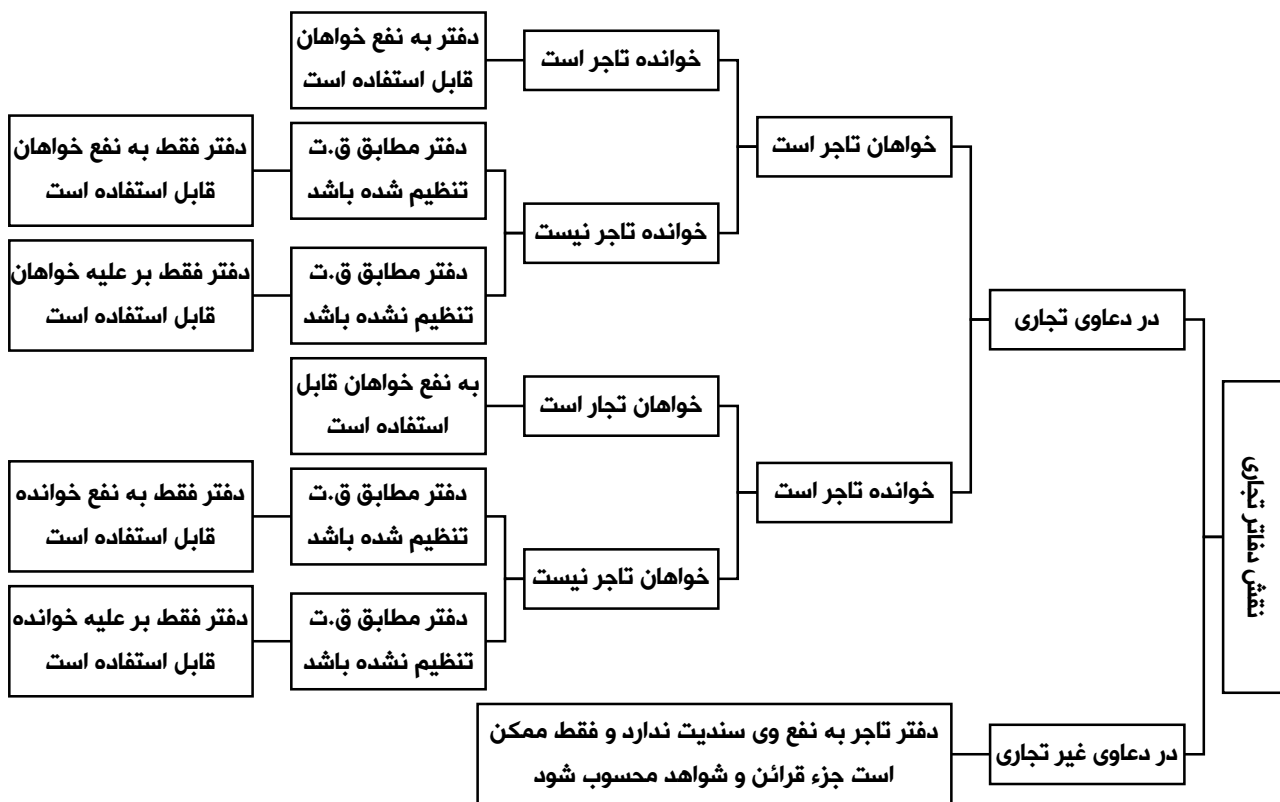 نقش دفاتر تجاری
در دعاوی تجاری
خواهان تاجر است
خوانده تاجر است
دفتر به نفع خواهان
قابل استفاده است
خوانده تاجر نیست
دفتر مطابق ق.ت
تنظیم شده باشد
دفتر فقط به نفع خواهان
قابل استفاده است
دفتر مطابق ق.ت
تنظیم نشده باشد
دفتر فقط بر علیه خواهان
قابل استفاده است
خوانده تاجر است
خواهان تجار است
به نفع خواهان قابل
استفاده است
خواهان تاجر نیست
دفتر مطابق ق.ت
تنظیم شده باشد
دفتر فقط به نفع خوانده
قابل استفاده است
دفتر مطابق ق.ت
تنظیم نشده باشد
دفتر فقط بر علیه خوانده
قابل استفاده است
در دعاوی غیر تجاری
دفتر تاجر به نفع وی سندیت ندارد و فقط ممکن
است جزء قرائن و شواهد محسوب شود